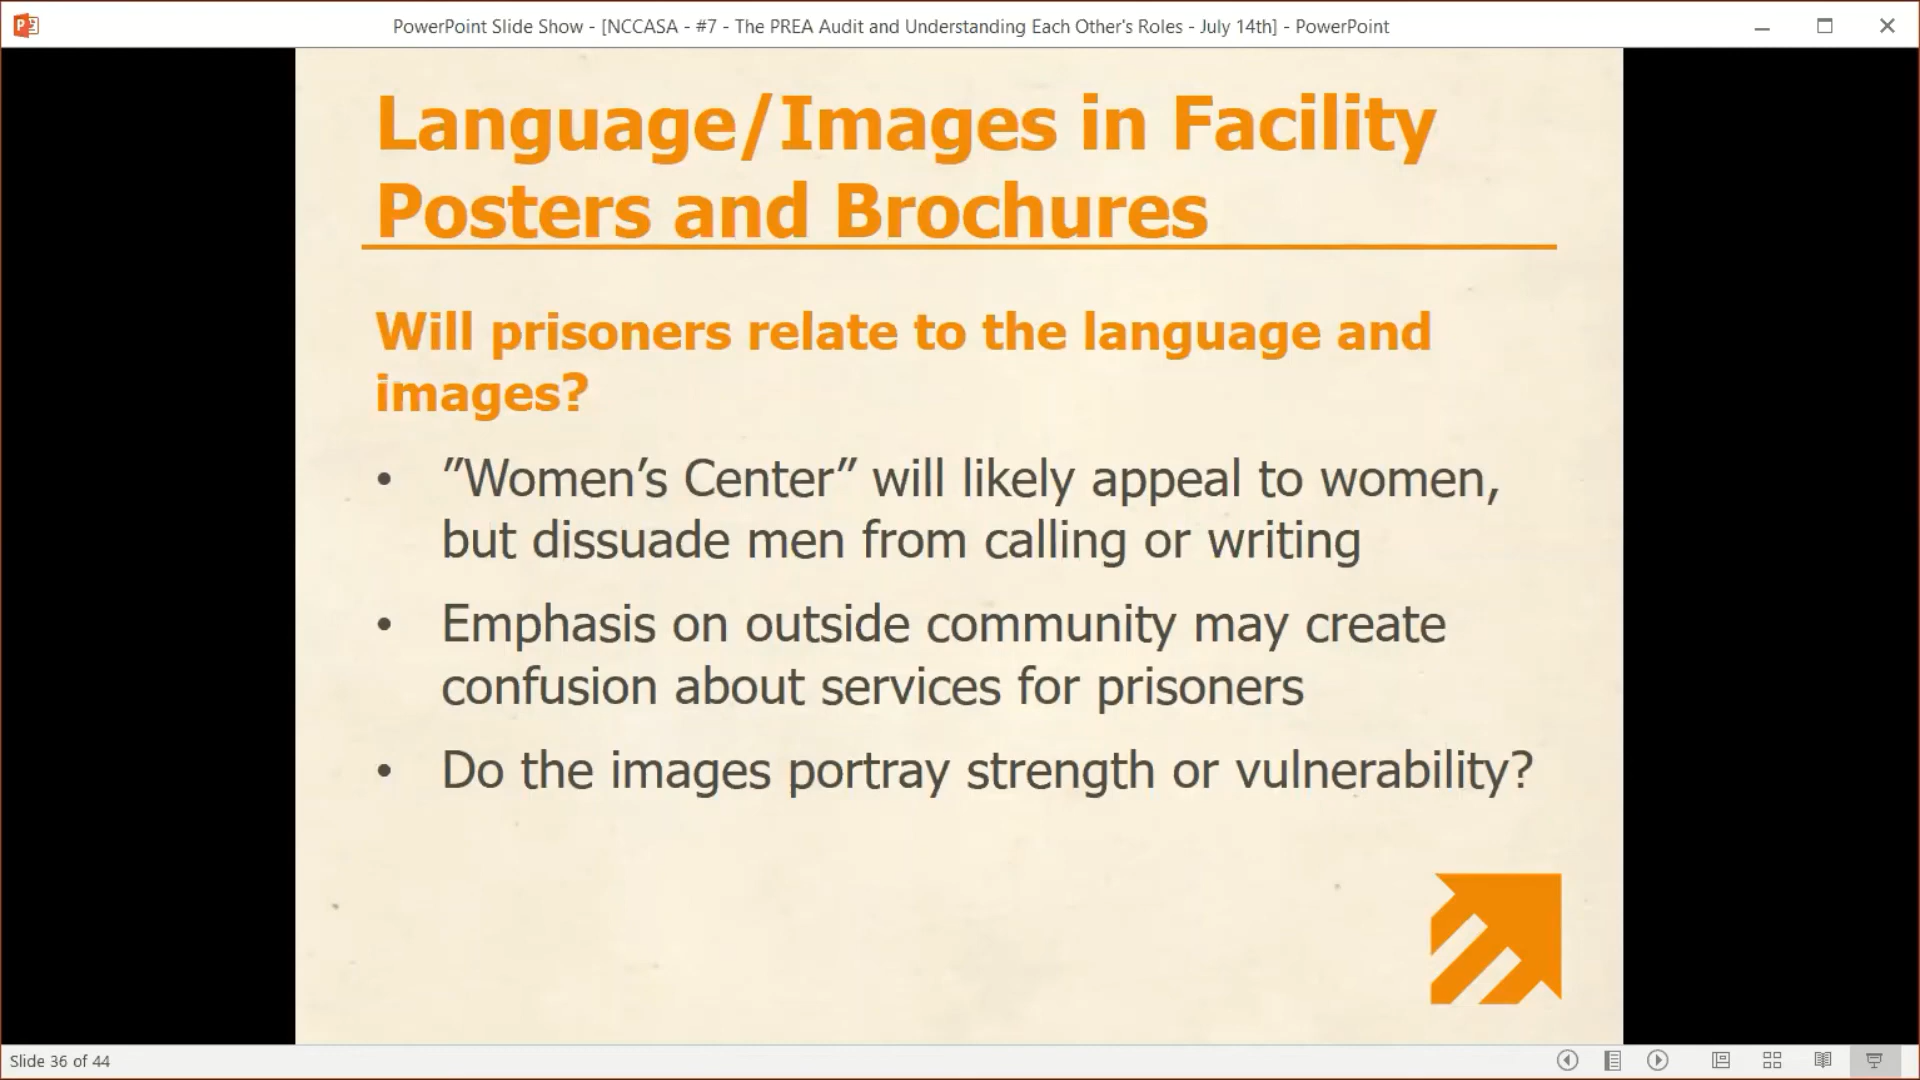 PowerPoint Slide Show - [NCCASA - #7 - The PREA Audit and Understanding Each Other's Roles - July 14th] - PowerPoint
Language/Images in Facility
Posters and Brochures
Will prisoners relate to the language and
images?
• ”Women’s Center” will likely appeal to women,
but dissuade men from calling or writing
• Emphasis on outside community may create
confusion about services for prisoners
• Do the images portray strength or vulnerability?
Slide 36 of 44